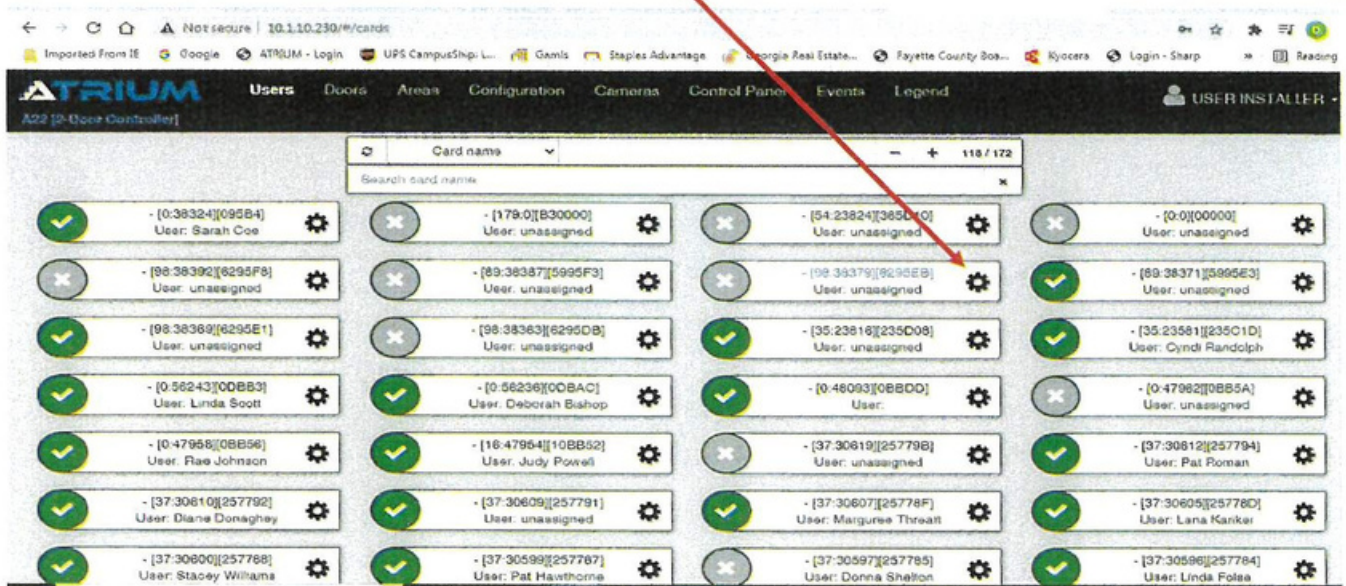 Not secure | 10.1.10.230/#/cards
Imported From IE Google ATRIUM - Login UPS CampusShip: L... Gamls Staples Advantage Georgia Real Estate... Fayette County Boa... Kyocera Login - Sharp » Reading
ATRIUM Users Doors Areas Configuration Cameras Control Panel Events Legend USER INSTALLER
A22 [2-Door Controller]
Card name - + 118 / 172
Search card name ×
- [0:38324][095B4] - [179:0][B30000] - [54:23824][365D10] - [0:0][00000]
User: Sarah Coe User: unassigned User: unassigned User: unassigned
- [98:38392][6295F8] - [89:38387][5995F3] - [98:38379][6295EB] - [89:38371][5995E3]
User: unassigned User: unassigned User: unassigned User: unassigned
- [98:38369][6295E1] - [98:38363][6295DB] - [35:23816][235D08] - [35:23581][235C1D]
User: unassigned User: unassigned User: unassigned User: Cyndi Randolph
- [0:56243][0DBB3] - [0:56236][0DBAC] - [0:48093][0BBDD] - [0:47962][0BB5A]
User: Linda Scott User: Deborah Bishop User: User: unassigned
- [0:47958][0BB56] - [16:47954][10BB52] - [37:30619][25779B] - [37:30612][257794]
User: Rae Johnson User: Judy Powell User: unassigned User: Pat Roman
- [37:30610][257792] - [37:30609][257791] - [37:30607][25778F] - [37:30605][25778D]
User: Diane Donaghey User: unassigned User: Marguree Threatt User: Lana Kariker
- [37:30600][257788] - [37:30599][257787] - [37:30597][257785] - [37:30596][257784]
User: Stacey Williams User: Pat Hawthorne User: Donna Shelton User: Linda Folse